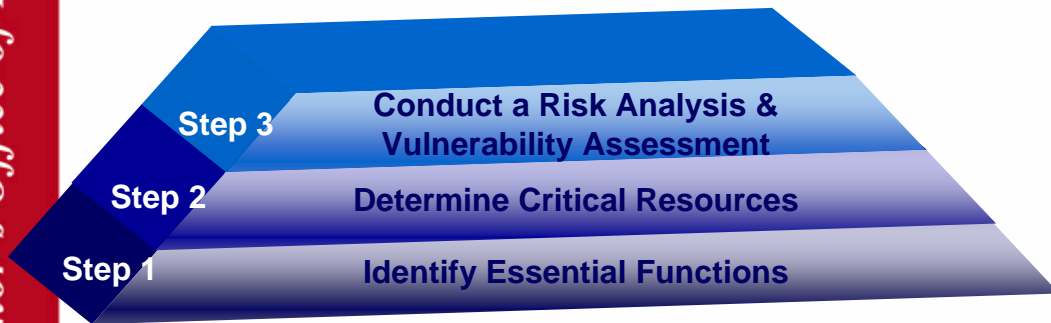 Step 3
Conduct a Risk Analysis &
Vulnerability Assessment
Step 2
Determine Critical Resources
Step 1
Identify Essential Functions